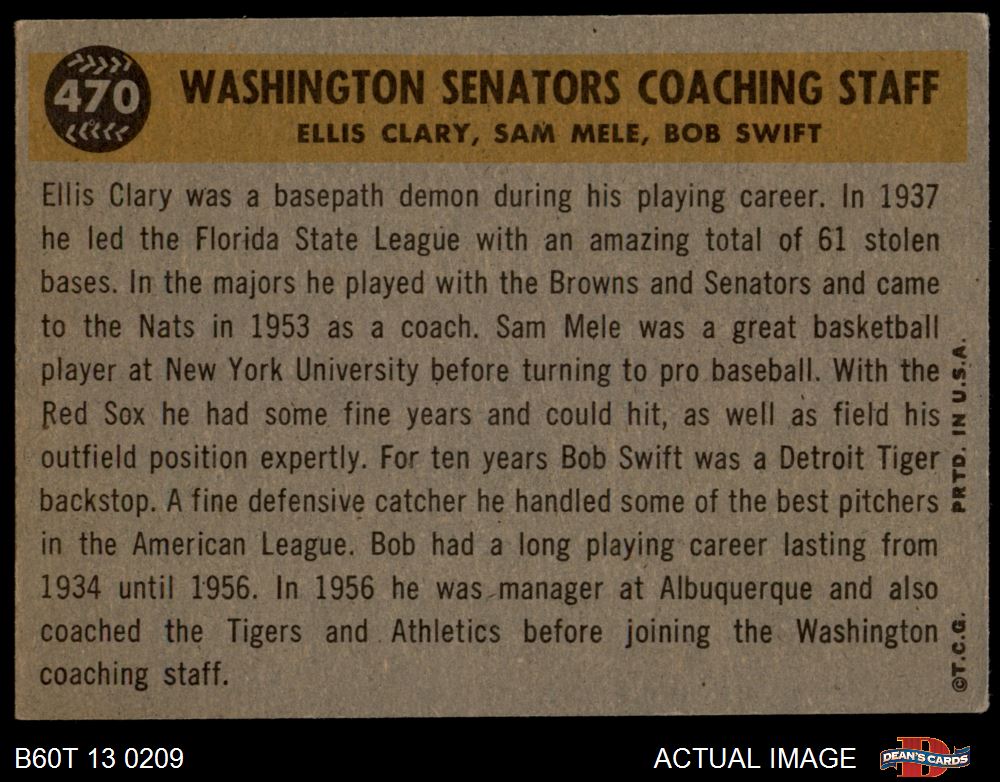 470
WASHINGTON SENATORS COACHING STAFF
ELLIS CLARY, SAM MELE, BOB SWIFT
Ellis Clary was a basepath demon during his playing career. In 1937
he led the Florida State League with an amazing total of 61 stolen
bases. In the majors he played with the Browns and Senators and came
to the Nats in 1953 as a coach. Sam Mele was a great basketball
player at New York University before turning to pro baseball. With the
Red Sox he had some fine years and could hit, as well as field his
outfield position expertly. For ten years Bob Swift was a Detroit Tiger
backstop. A fine defensive catcher he handled some of the best pitchers
in the American League. Bob had a long playing career lasting from
1934 until 1956. In 1956 he was manager at Albuquerque and also
coached the Tigers and Athletics before joining the Washington
coaching staff.
©T.C.G. PRTD. IN U.S.A.
B60T 13 0209
ACTUAL IMAGE
D
DEAN'S CARDS